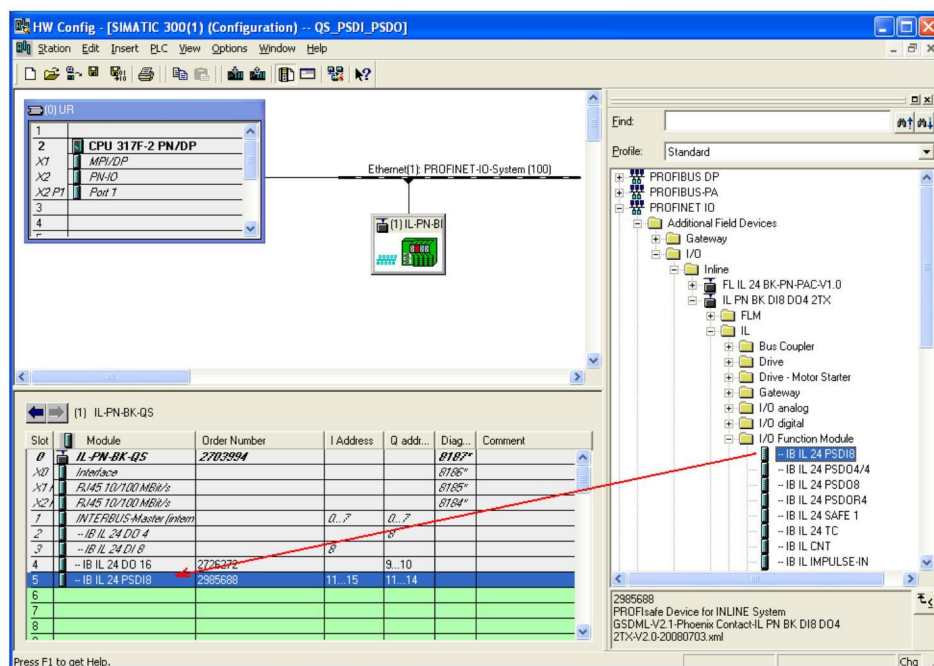 HW Config - [SIMATIC 300(1) (Configuration) -- QS_PSDI_PSDO]
Station Edit Insert PLC View Options Window Help
(0) UR
1
2 CPU 317F-2 PN/DP
X1 MPI/DP
X2 PN-IO
X2 P1 Port 1
3
4
Ethernet(1): PROFINET-IO-System (100)
(1) IL-PN-BI
Find:
Profile: Standard
PROFIBUS DP
PROFIBUS-PA
PROFINET IO
Additional Field Devices
Gateway
I/O
Inline
FL IL 24 BK-PN-PAC-V1.0
IL PN BK DI8 DO4 2TX
FLM
IL
Bus Coupler
Drive
Drive - Motor Starter
Gateway
I/O analog
I/O digital
I/O Function Module
-- IB IL 24 PSDI8
-- IB IL 24 PSDO4/4
-- IB IL 24 PSDO8
-- IB IL 24 PSDOR4
-- IB IL 24 SAFE 1
-- IB IL 24 TC
-- IB IL CNT
-- IB IL IMPULSE-IN
2985688
PROFIsafe Device for INLINE System
GSDML-V2.1-Phoenix Contact-IL PN BK DI8 DO4
2TX-V2.0-20080703.xml
(1) IL-PN-BK-QS
Slot Module Order Number I Address Q addr... Diag... Comment
0 IL-PN-BK-QS 2703994 8187*
X0 Interface 8186*
X1 RJ45 10/100 MBit/s 8185*
X2 RJ45 10/100 MBit/s 8184*
1 INTERBUS-Master (intern 0...7 0...7
2 -- IB IL 24 DO 4 8
3 -- IB IL 24 DI 8 8
4 -- IB IL 24 DO 16 2726272 9...10
5 -- IB IL 24 PSDI8 2985688 11...15 11...14
6
7
8
Press F1 to get Help.
Chg